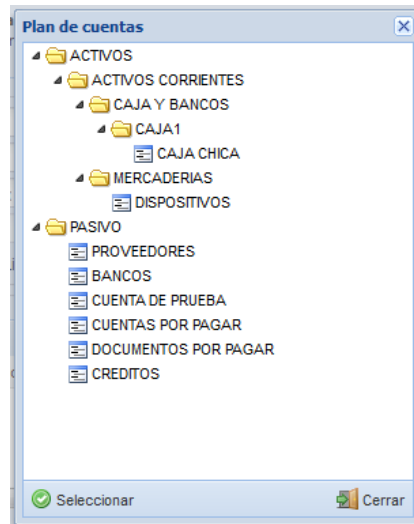 Plan de cuentas
ACTIVOS
ACTIVOS CORRIENTES
CAJA Y BANCOS
CAJA1
CAJA CHICA
MERCADERIAS
DISPOSITIVOS
PASIVO
PROVEEDORES
BANCOS
CUENTA DE PRUEBA
CUENTAS POR PAGAR
DOCUMENTOS POR PAGAR
CREDITOS
Seleccionar
Cerrar